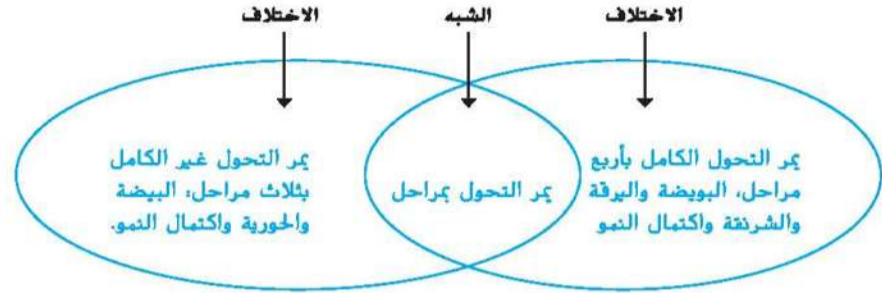 الاختلاف
الشبه
الاختلاف
يمر التحول الكامل بأربع
مراحل، البويضة واليرقة
والشرنقة واكتمال النمو
يمر التحول بمراحل
يمر التحول غير الكامل
بثلاث مراحل: البيضة
والحورية واكتمال النمو.